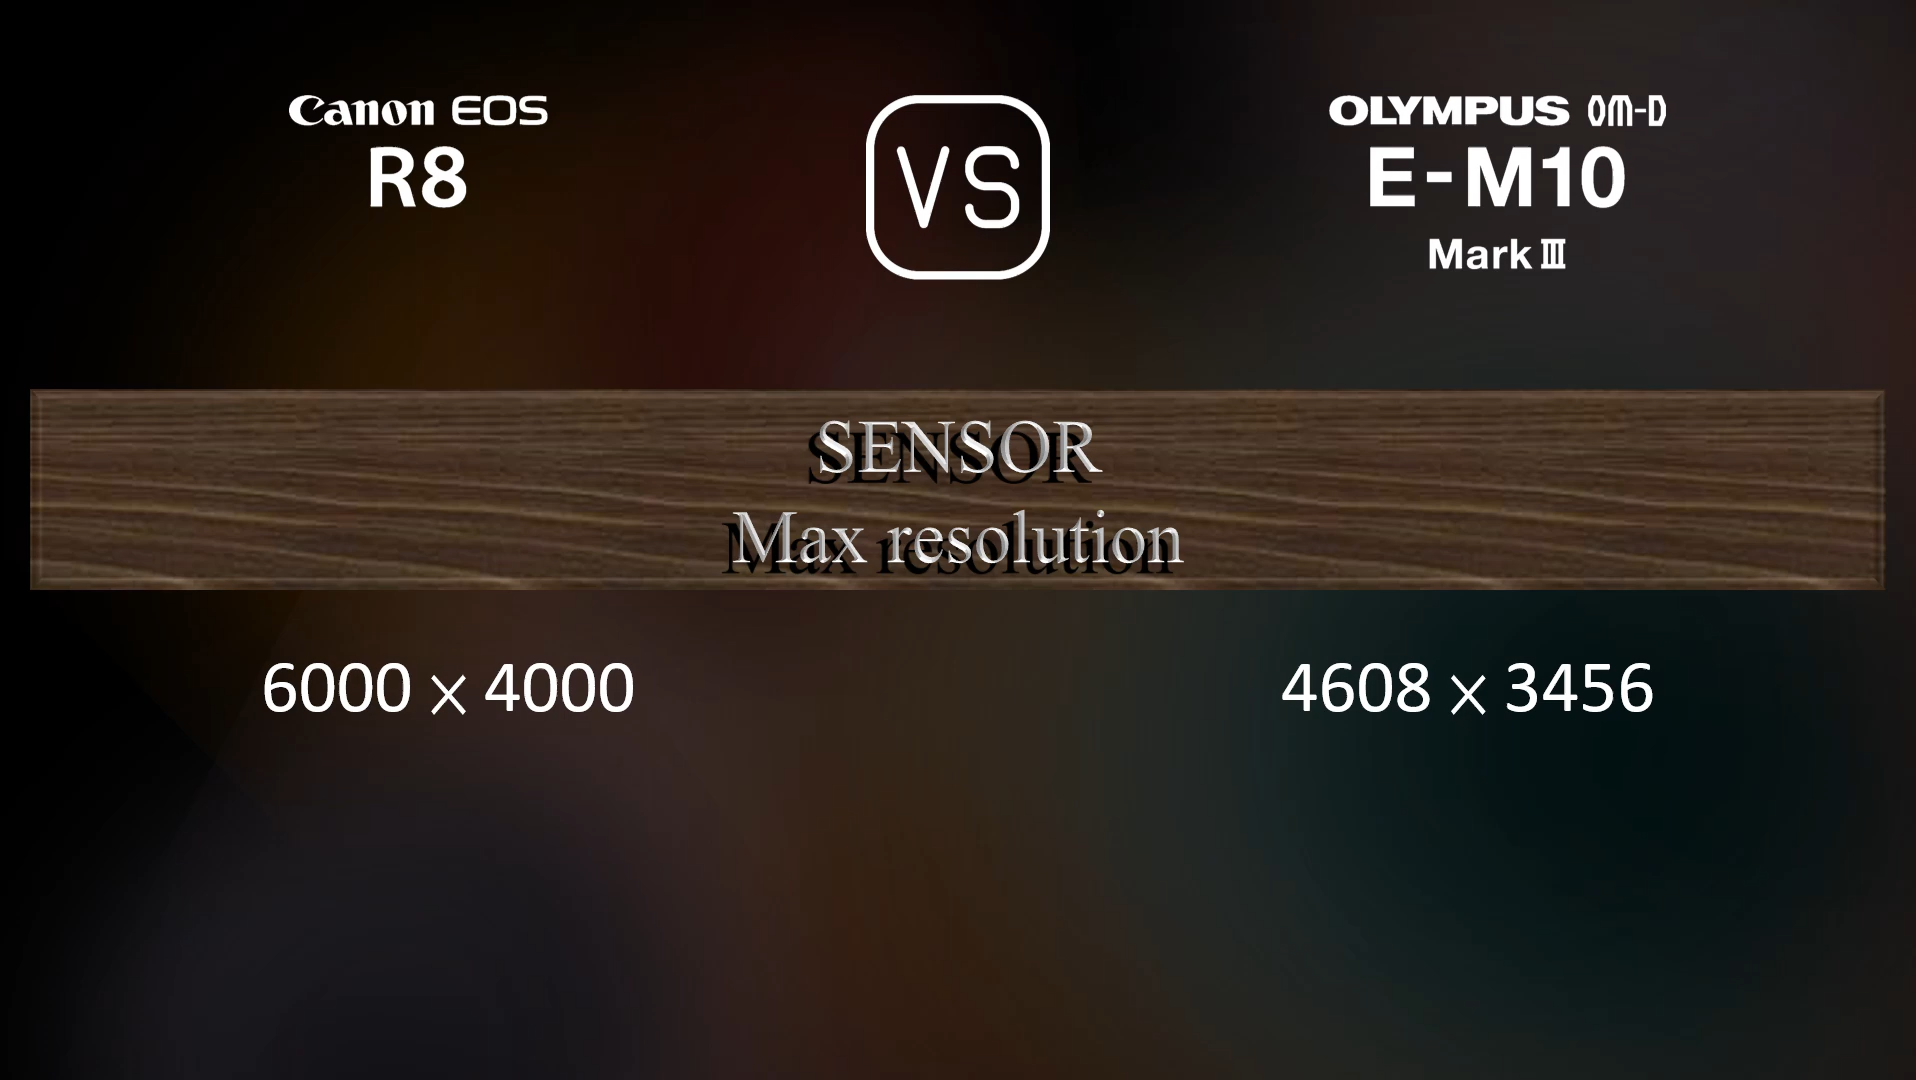 Canon EOS
R8
VS
OLYMPUS OM-D
E-M10
Mark III
SENSOR
Max resolution
6000 x 4000
4608 x 3456